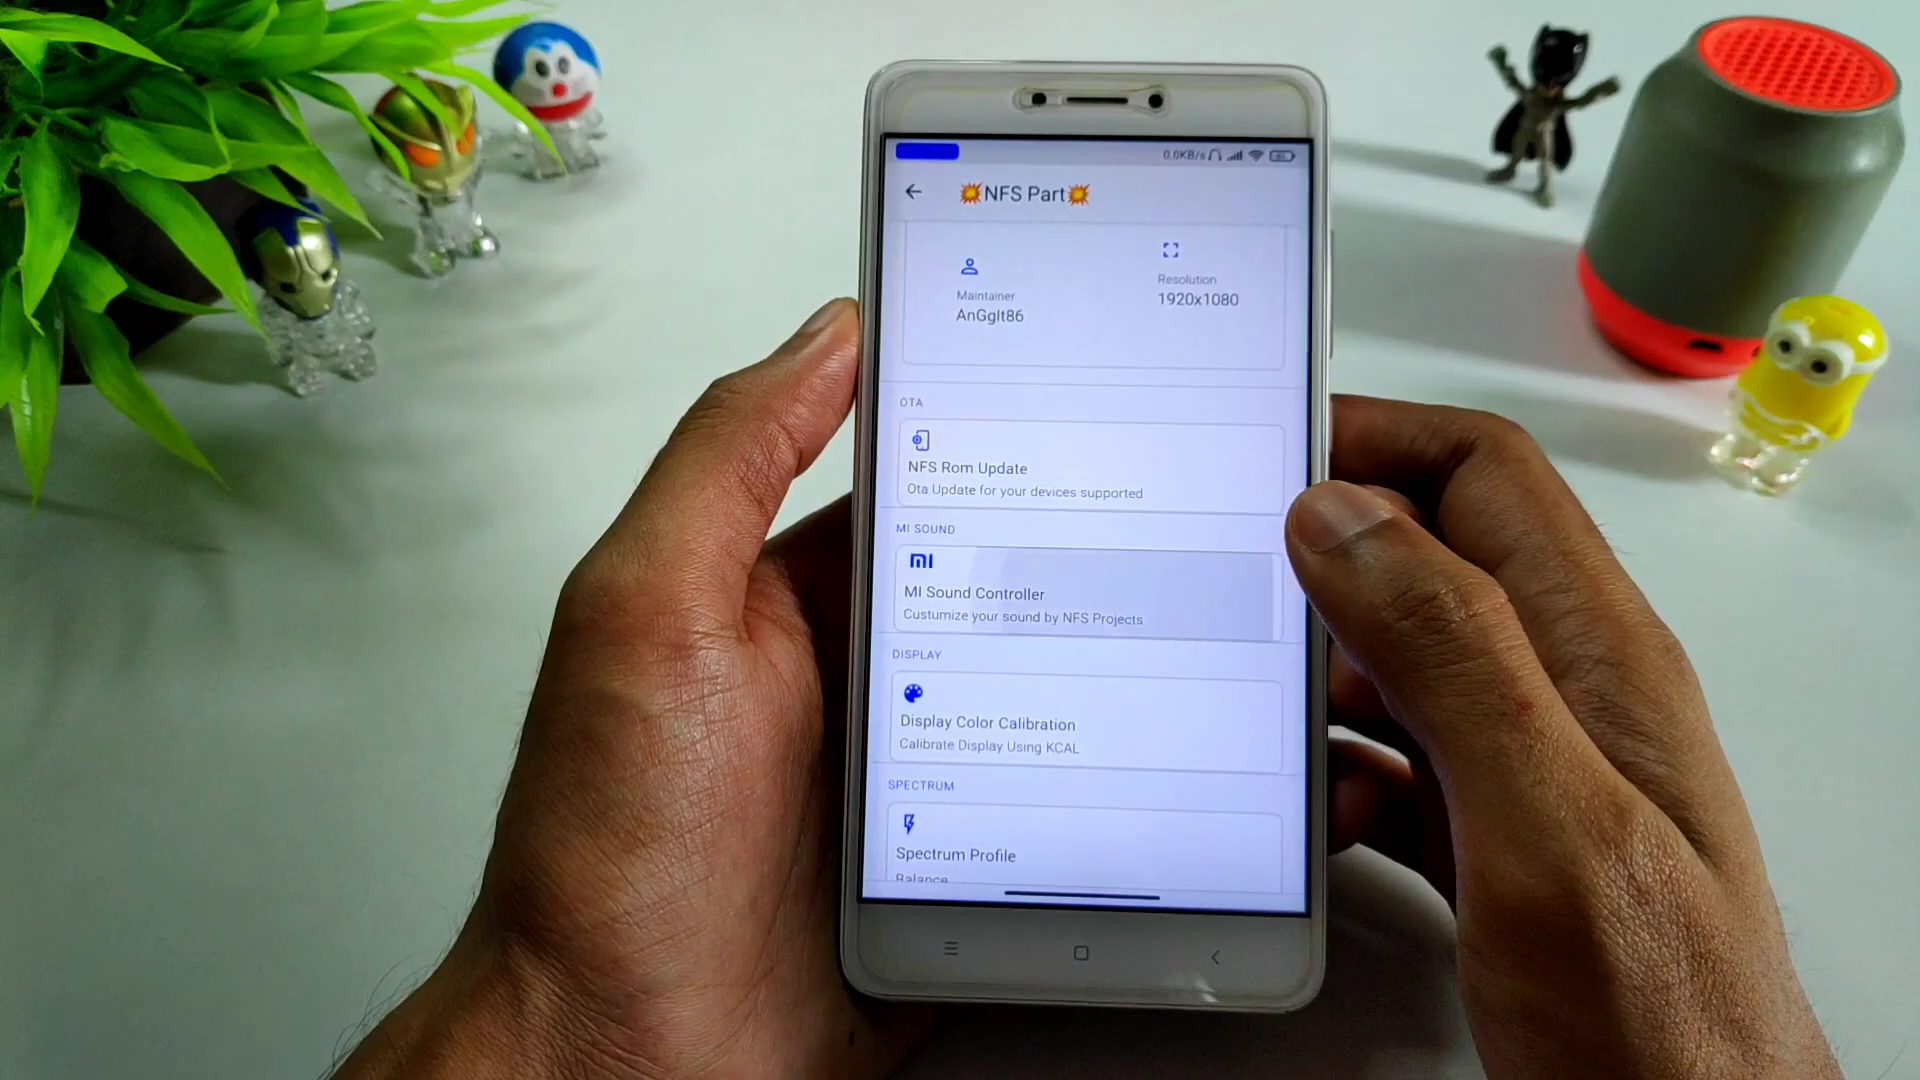 0.0KB/s
💥NFS Part💥
Resolution
1920x1080
Maintainer
AnGgIt86
OTA
NFS Rom Update
Ota Update for your devices supported
MI SOUND
MI
MI Sound Controller
Custumize your sound by NFS Projects
DISPLAY
Display Color Calibration
Calibrate Display Using KCAL
SPECTRUM
Spectrum Profile
Balance